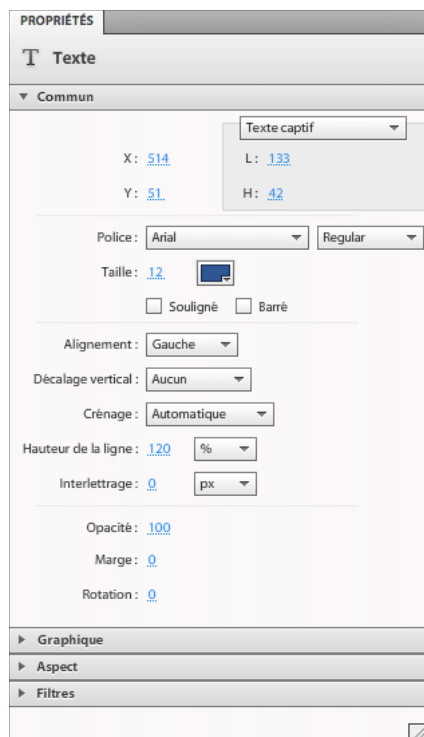 PROPRIÉTÉS
T Texte
Commun
Texte captif
X : 514 L : 133
Y : 51 H : 42
Police : Arial Regular
Taille : 12
Souligné Barré
Alignement : Gauche
Décalage vertical : Aucun
Crénage : Automatique
Hauteur de la ligne : 120 %
Interlettrage : 0 px
Opacité : 100
Marge : 0
Rotation : 0
Graphique
Aspect
Filtres